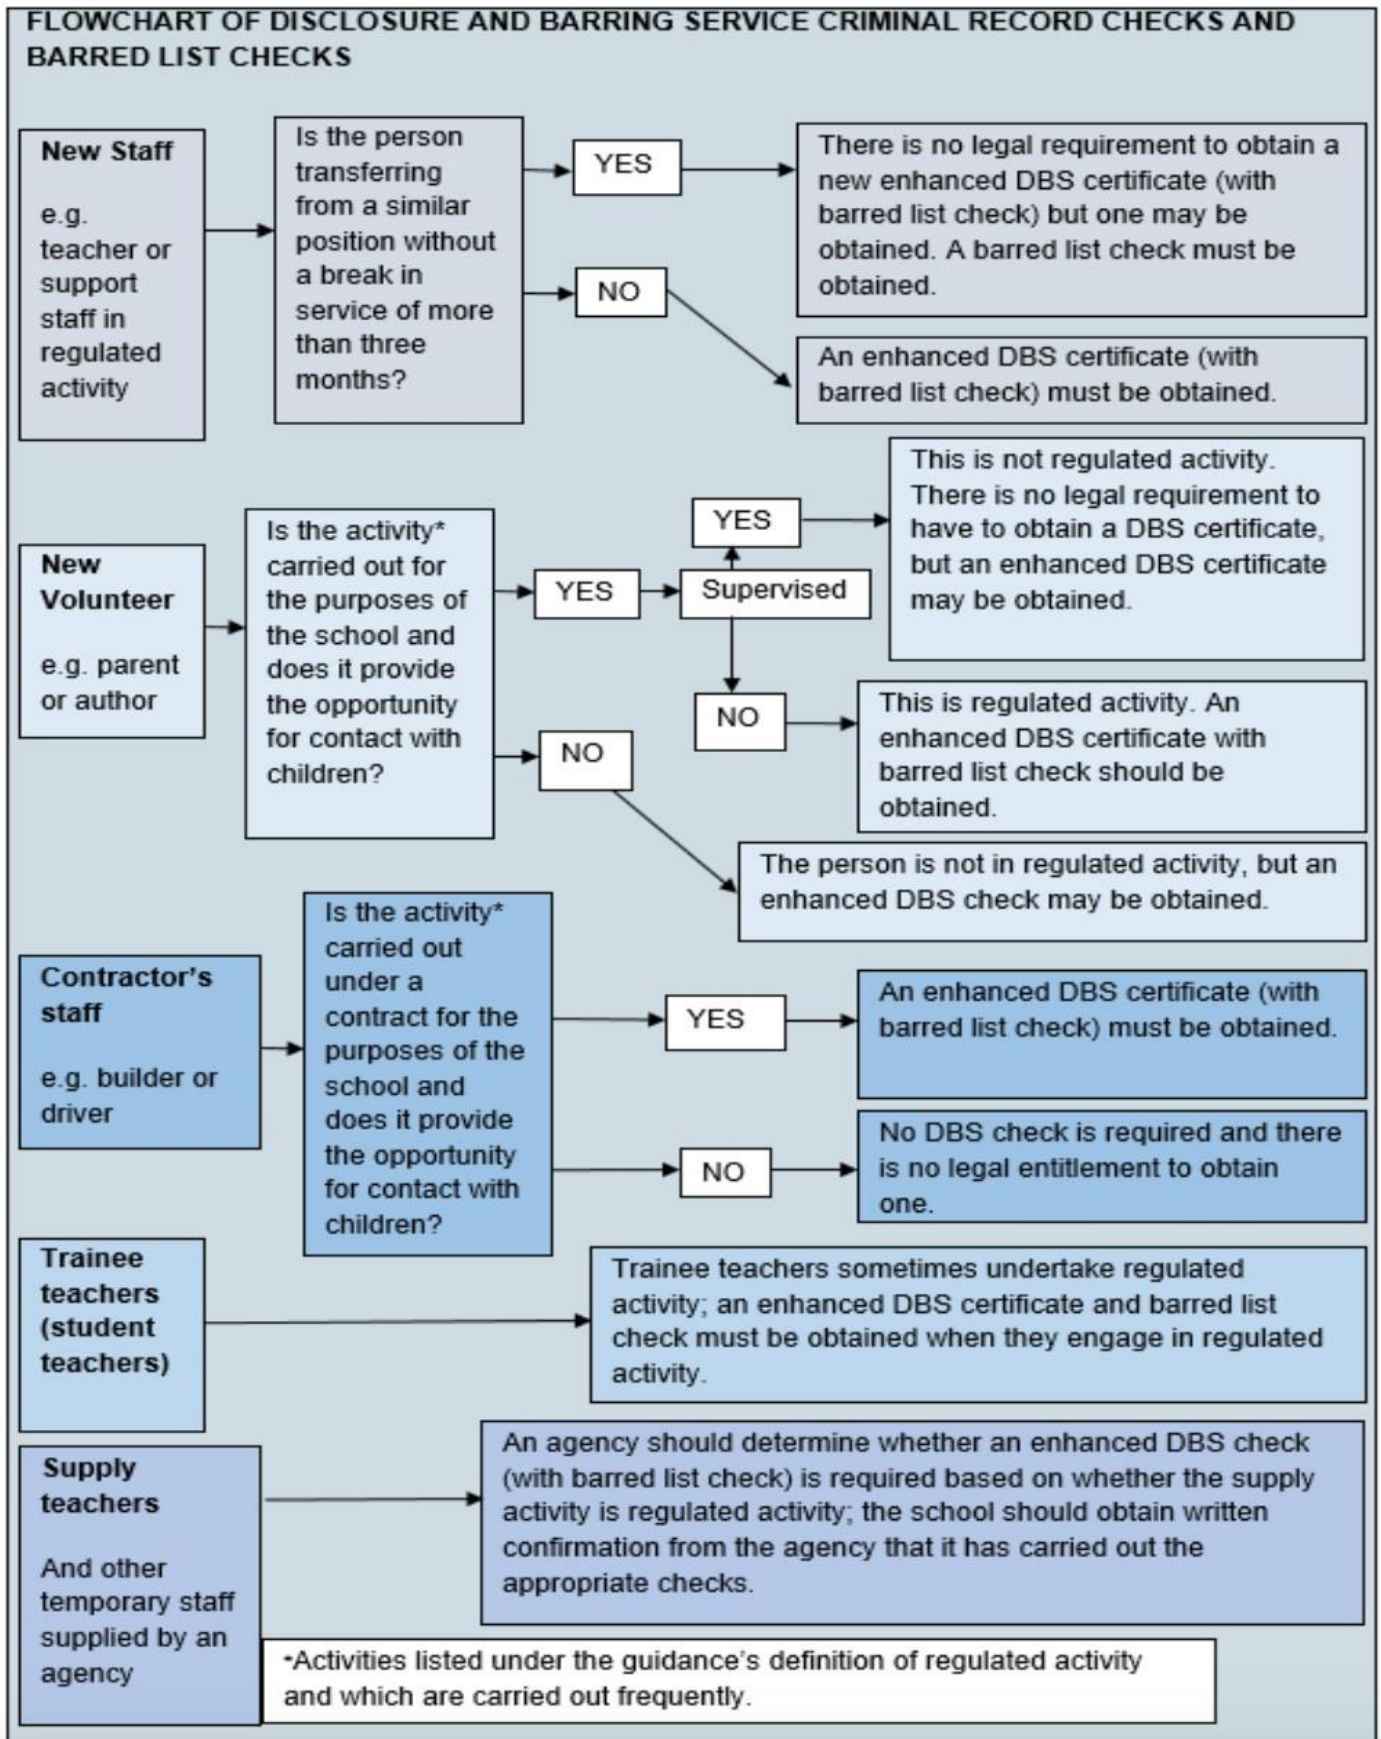 FLOWCHART OF DISCLOSURE AND BARRING SERVICE CRIMINAL RECORD CHECKS AND
BARRED LIST CHECKS
New Staff
e.g.
teacher or
support
staff in
regulated
activity
Is the person
transferring
from a similar
position without
a break in
service of more
than three
months?
YES
There is no legal requirement to obtain a
new enhanced DBS certificate (with
barred list check) but one may be
obtained. A barred list check must be
obtained.
NO
An enhanced DBS certificate (with
barred list check) must be obtained.
New
Volunteer
e.g. parent
or author
Is the activity*
carried out for
the purposes of
the school and
does it provide
the opportunity
for contact with
children?
YES
Supervised
YES
This is not regulated activity.
There is no legal requirement to
have to obtain a DBS certificate,
but an enhanced DBS certificate
may be obtained.
NO
This is regulated activity. An
enhanced DBS certificate with
barred list check should be
obtained.
NO
The person is not in regulated activity, but an
enhanced DBS check may be obtained.
Contractor's
staff
e.g. builder or
driver
Is the activity*
carried out
under a
contract for the
purposes of the
school and
does it provide
the opportunity
for contact with
children?
YES
An enhanced DBS certificate (with
barred list check) must be obtained.
NO
No DBS check is required and there
is no legal entitlement to obtain
one.
Trainee
teachers
(student
teachers)
Trainee teachers sometimes undertake regulated
activity; an enhanced DBS certificate and barred list
check must be obtained when they engage in regulated
activity.
Supply
teachers
And other
temporary staff
supplied by an
agency
An agency should determine whether an enhanced DBS check
(with barred list check) is required based on whether the supply
activity is regulated activity; the school should obtain written
confirmation from the agency that it has carried out the
appropriate checks.
*Activities listed under the guidance's definition of regulated activity
and which are carried out frequently.